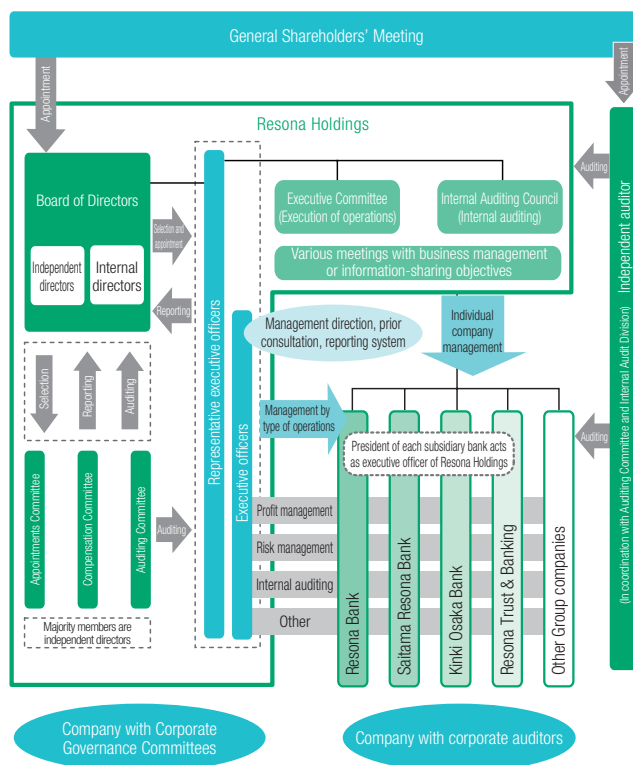 General Shareholders' Meeting
Appointment
Appointment
Resona Holdings
Board of Directors
Independent
directors
Internal
directors
Selection and
appointment
Reporting
Executive Committee
(Execution of operations)
Internal Auditing Council
(Internal auditing)
Various meetings with business management
or information-sharing objectives
Auditing
Independent auditor
(In coordination with Auditing Committee and Internal Audit Division)
Representative executive officers
Executive officers
Management direction, prior
consultation, reporting system
Individual
company
management
Selection
Reporting
Auditing
Management by
type of operations
President of each subsidiary bank acts
as executive officer of Resona Holdings
Auditing
Appointments Committee
Compensation Committee
Auditing Committee
Auditing
Majority members are
independent directors
Profit management
Risk management
Internal auditing
Other
Resona Bank
Saitama Resona Bank
Kinki Osaka Bank
Resona Trust & Banking
Other Group companies
Company with Corporate
Governance Committees
Company with corporate auditors